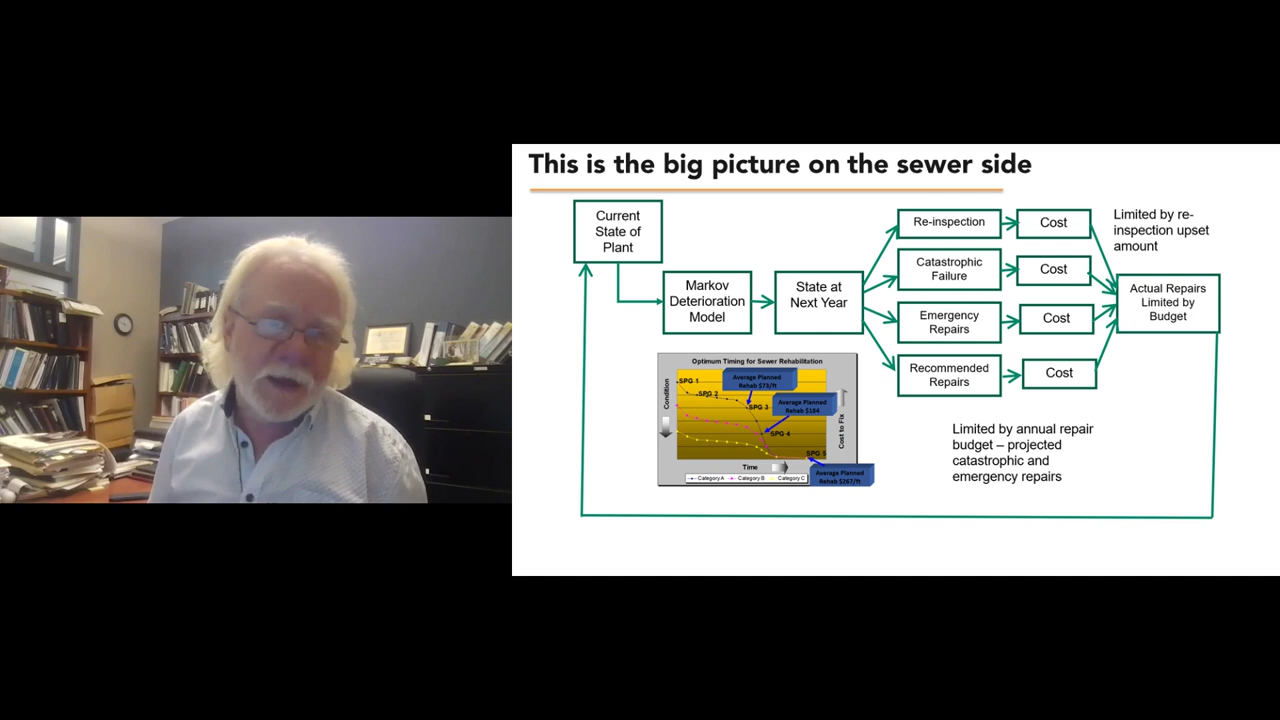 This is the big picture on the sewer side
Current
State of
Plant
Markov
Deterioration
Model
State at
Next Year
Re-inspection
Cost
Catastrophic
Failure
Cost
Emergency
Repairs
Cost
Recommended
Repairs
Cost
Limited by re-
inspection upset
amount
Actual Repairs
Limited by
Budget
Limited by annual repair
budget – projected
catastrophic and
emergency repairs
Optimum Timing for Sewer Rehabilitation
Condition
SPG 1
SPG 2
SPG 3
SPG 4
SPG 5
Average Planned
Rehab $73/ft
Average Planned
Rehab $184
Average Planned
Rehab $267/ft
Cost to Fix
Time
Category A
Category B
Category C